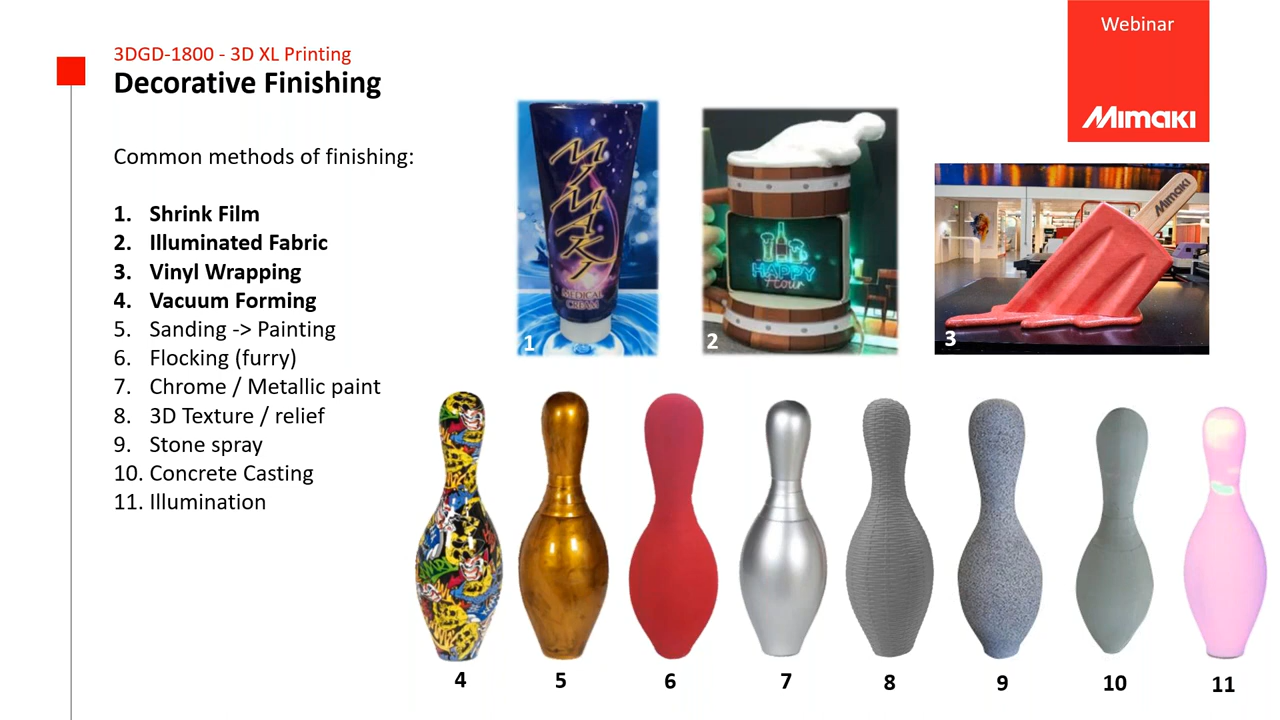 3DGD-1800 - 3D XL Printing
Decorative Finishing
Webinar
Mimaki
Common methods of finishing:
1. Shrink Film
2. Illuminated Fabric
3. Vinyl Wrapping
4. Vacuum Forming
5. Sanding -> Painting
6. Flocking (furry)
7. Chrome / Metallic paint
8. 3D Texture / relief
9. Stone spray
10. Concrete Casting
11. Illumination
MIMAKI
MEDICAL
CREAM
1
HAPPY
Hour
2
Mimaki
3
4
5
6
7
8
9
10
11